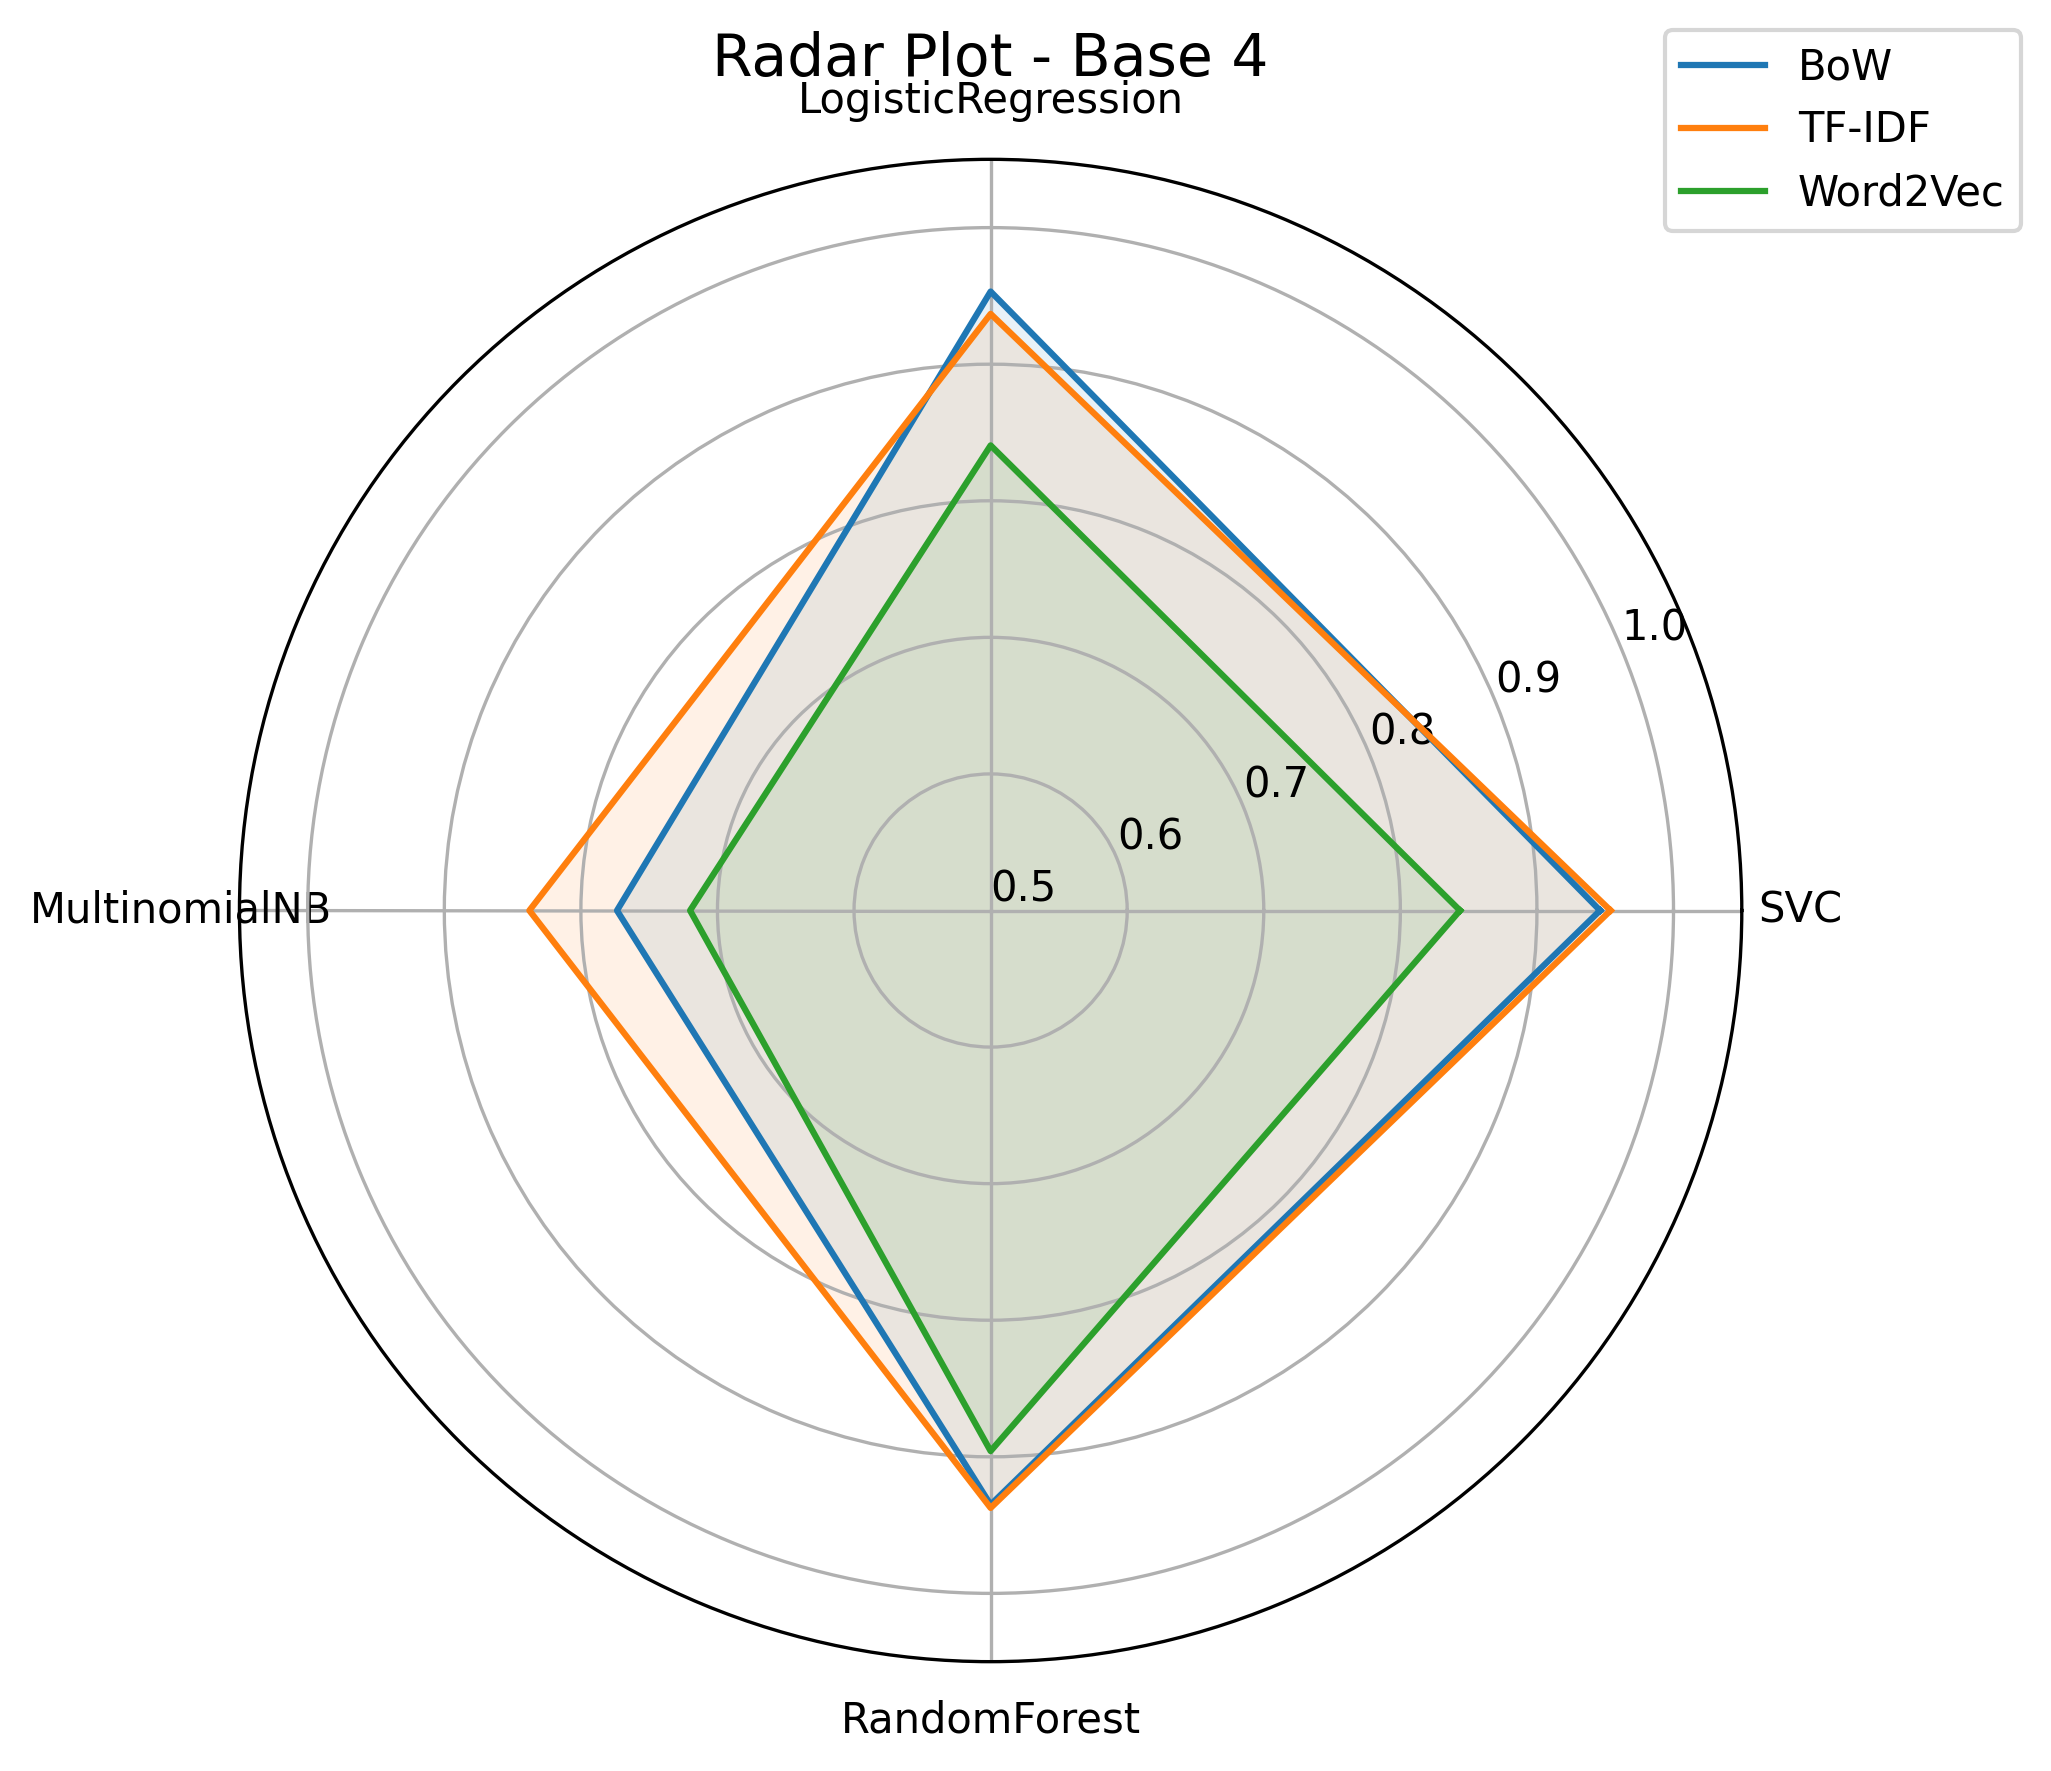 Radar Plot - Base 4
LogisticRegression
BoW
TF-IDF
Word2Vec
1.0
0.9
0.8
0.7
0.6
0.5
MultinomialNB
SVC
RandomForest